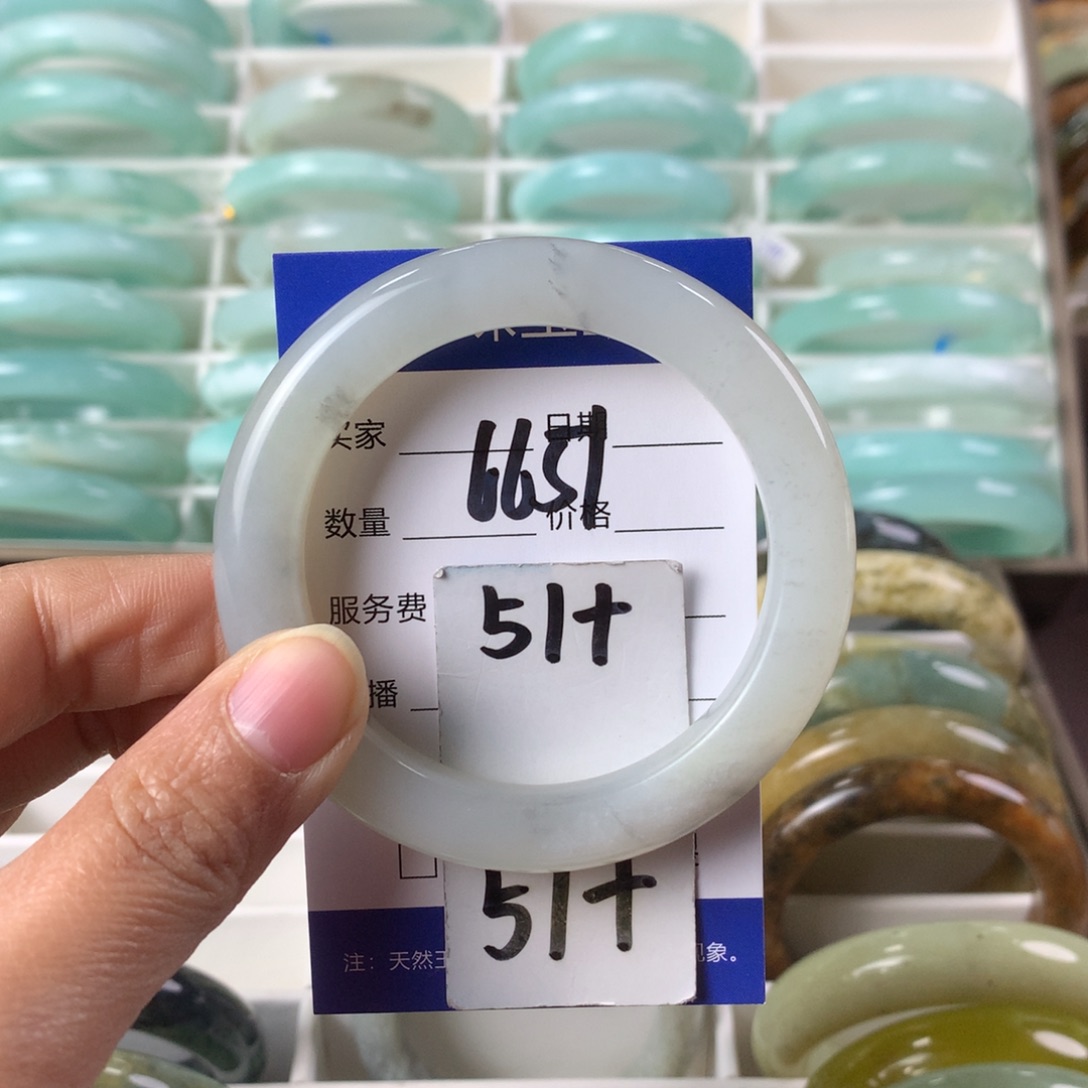 买家 日期
6651
数量 价格
服务费
51+
播
51+
注：天然 现象。